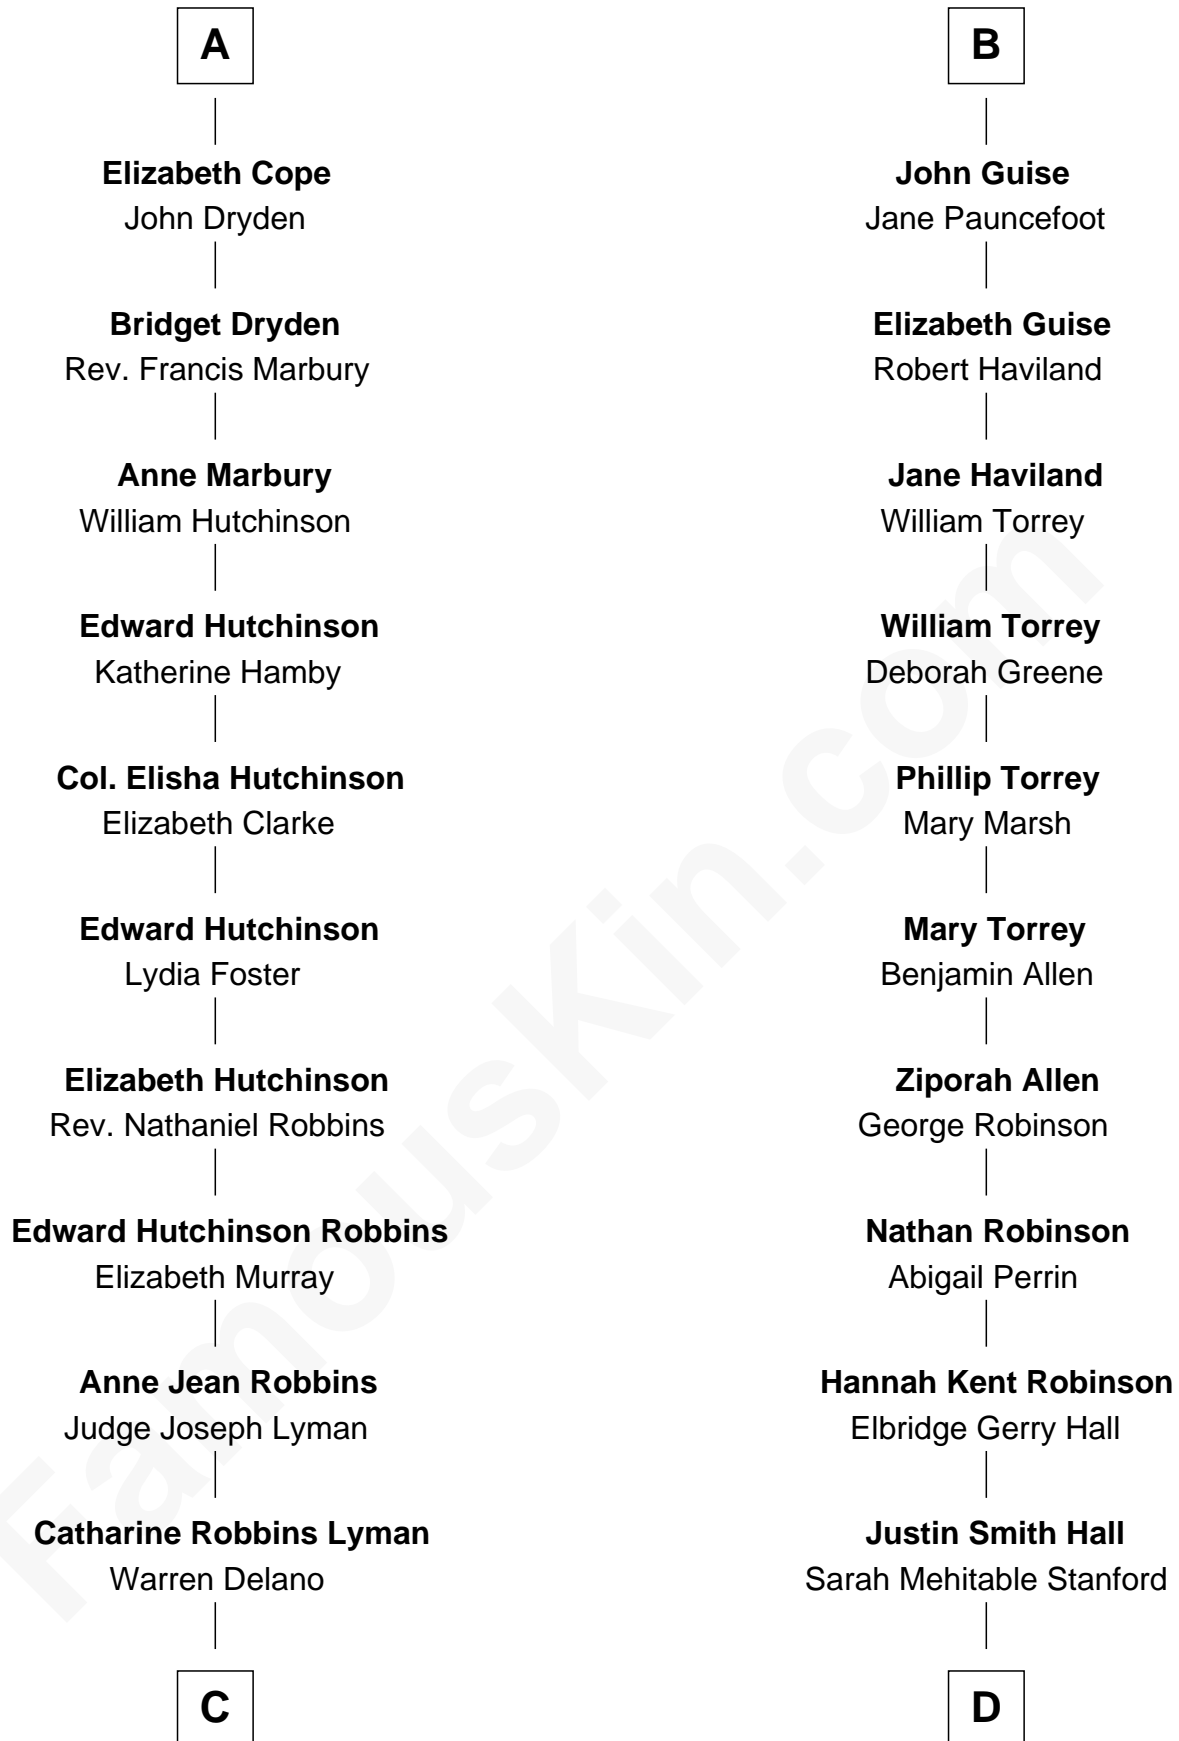 A
Elizabeth Cope
John Dryden
Bridget Dryden
Rev. Francis Marbury
Anne Marbury
William Hutchinson
Edward Hutchinson
Katherine Hamby
Col. Elisha Hutchinson
Elizabeth Clarke
Edward Hutchinson
Lydia Foster
Elizabeth Hutchinson
Rev. Nathaniel Robbins
Edward Hutchinson Robbins
Elizabeth Murray
Anne Jean Robbins
Judge Joseph Lyman
Catharine Robbins Lyman
Warren Delano
C
B
John Guise
Jane Pauncefoot
Elizabeth Guise
Robert Haviland
Jane Haviland
William Torrey
William Torrey
Deborah Greene
Phillip Torrey
Mary Marsh
Mary Torrey
Benjamin Allen
Ziporah Allen
George Robinson
Nathan Robinson
Abigail Perrin
Hannah Kent Robinson
Elbridge Gerry Hall
Justin Smith Hall
Sarah Mehitable Stanford
D
FamousKin.com